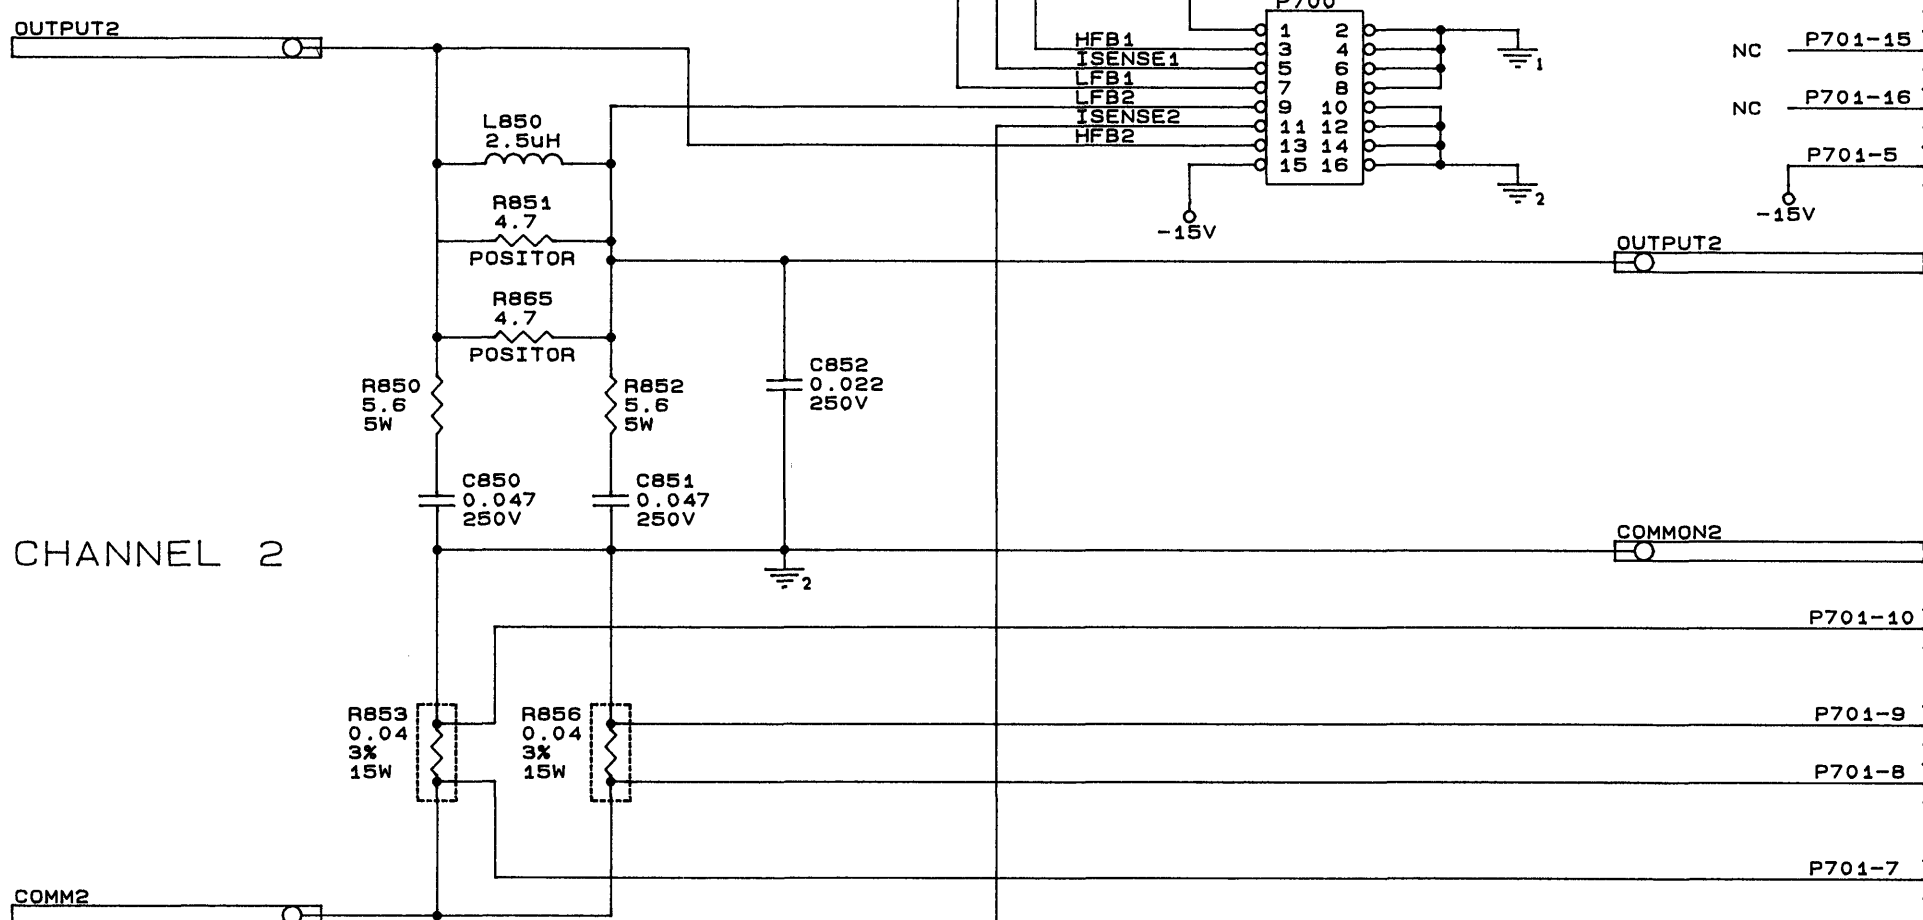 P700
OUTPUT2
1 2
HFB1
3 4
P701-15
NC
ISENSE1
5 6
1
LFB1
7 8
LFB2
9 10
P701-16
NC
ISENSE2
11 12
HFB2
13 14
15 16
P701-5
2
-15V
-15V
L850
2.5uH
R851
4.7
POSITOR
OUTPUT2
R865
4.7
POSITOR
R850
5.6
5W
R852
5.6
5W
C852
0.022
250V
C850
0.047
250V
C851
0.047
250V
CHANNEL 2
COMMON2
2
P701-10
R853
0.04
3%
15W
R856
0.04
3%
15W
P701-9
P701-8
P701-7
COMM2